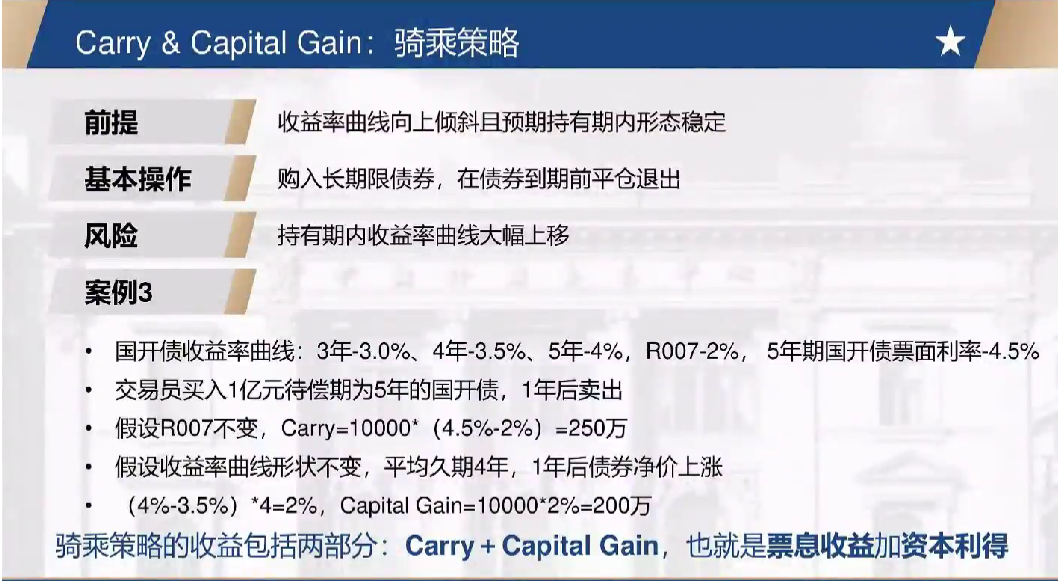 Carry & Capital Gain：骑乘策略
前提
收益率曲线向上倾斜且预期持有期内形态稳定
基本操作
购入长期限债券，在债券到期前平仓退出
风险
持有期内收益率曲线大幅上移
案例3
• 国开债收益率曲线：3年-3.0%、4年-3.5%、5年-4%，R007-2%， 5年期国开债票面利率-4.5%
• 交易员买入1亿元待偿期为5年的国开债，1年后卖出
• 假设R007不变，Carry=10000*（4.5%-2%）=250万
• 假设收益率曲线形状不变，平均久期4年，1年后债券净价上涨
• （4%-3.5%）*4=2%，Capital Gain=10000*2%=200万
骑乘策略的收益包括两部分：Carry＋Capital Gain，也就是票息收益加资本利得